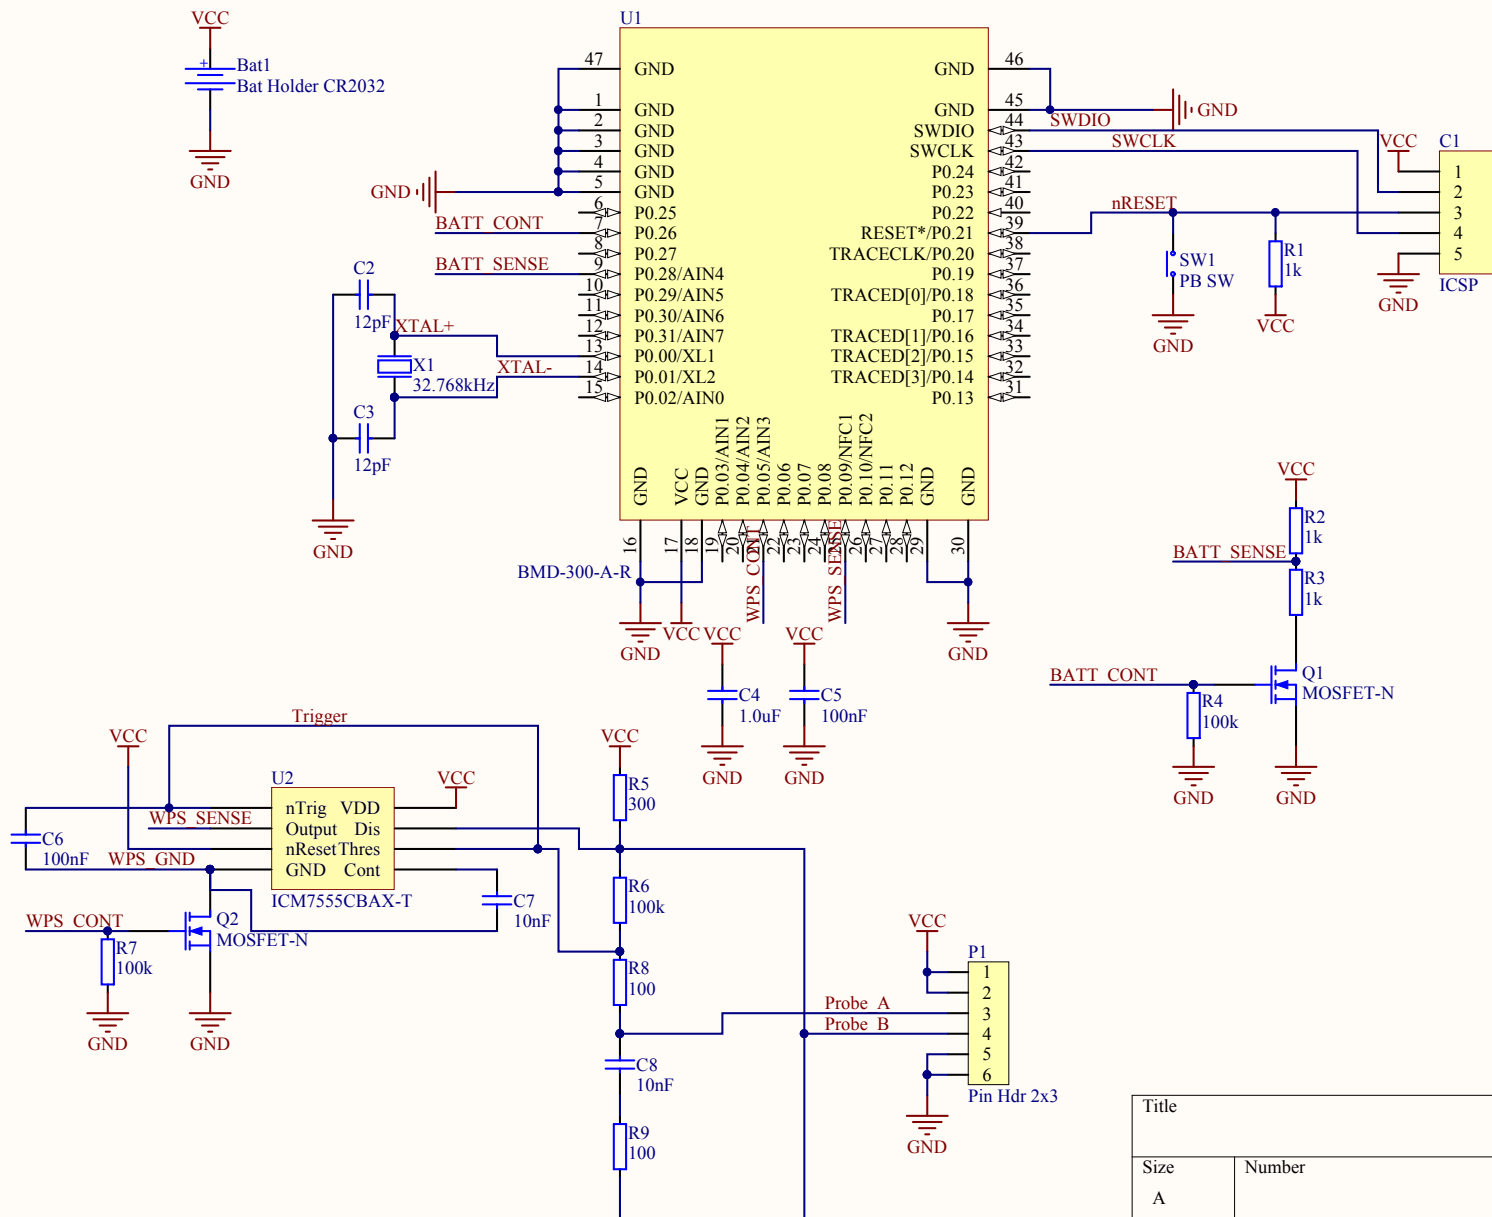 VCC
Bat1
Bat Holder CR2032
GND
U1
47 GND
1 GND
2 GND
3 GND
4 GND
5 GND
6 P0.25
7 P0.26
8 P0.27
9 P0.28/AIN4
10 P0.29/AIN5
11 P0.30/AIN6
12 P0.31/AIN7
13 P0.00/XL1
14 P0.01/XL2
15 P0.02/AIN0
GND 46
GND 45
SWDIO 44
SWCLK 43
P0.24 42
P0.23 41
P0.22 40
RESET*/P0.21 39
TRACECLK/P0.20 38
P0.19 37
TRACED[0]/P0.18 36
P0.17 35
TRACED[1]/P0.16 34
TRACED[2]/P0.15 33
TRACED[3]/P0.14 32
P0.13 31
GND
VCC
GND
P0.03/AIN1
P0.04/AIN2
P0.05/AIN3
P0.06
P0.07
P0.08
P0.09/NFC1
P0.10/NFC2
P0.11
P0.12
GND
GND
16
17
18
19
20
22
23
24
26
27
28
29
30
BMD-300-A-R
GND
BATT_CONT
BATT_SENSE
C2
12pF
XTAL+
X1
32.768kHz
XTAL-
C3
12pF
GND
GND
SWDIO
SWCLK
nRESET
VCC
C1
1
2
3
4
5
ICSP
GND
SW1
PB SW
GND
R1
1k
VCC
WPS_CONT
WPS_SENSE
GND
VCC
GND
VCC
C4
1.0uF
GND
VCC
C5
100nF
GND
VCC
R2
1k
BATT_SENSE
R3
1k
BATT_CONT
Q1
MOSFET-N
R4
100k
GND
GND
Trigger
VCC
U2
VCC
nTrig VDD
Output Dis
nReset Thres
GND Cont
ICM7555CBAX-T
WPS_SENSE
C6
100nF
WPS_GND
C7
10nF
WPS_CONT
Q2
MOSFET-N
R7
100k
GND
GND
VCC
R5
300
R6
100k
R8
100
C8
10nF
R9
100
Probe_A
Probe_B
VCC
P1
1
2
3
4
5
6
Pin Hdr 2x3
GND
Title
Size
Number
A